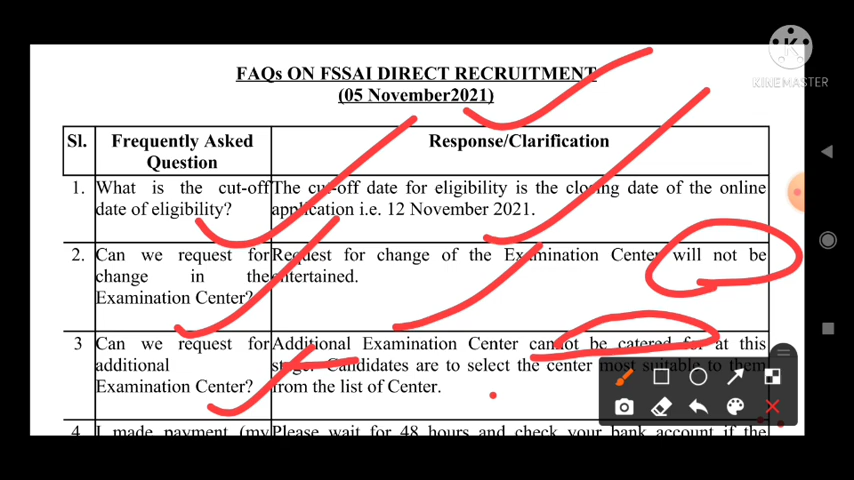 KINEMASTER
FAQs ON FSSAI DIRECT RECRUITMENT
(05 November2021)
Sl. Frequently Asked Response/Clarification
Question
1. What is the cut-off The cut-off date for eligibility is the closing date of the online
date of eligibility? application i.e. 12 November 2021.
2. Can we request for Request for change of the Examination Center will not be
change in the entertained.
Examination Center?
3 Can we request for Additional Examination Center cannot be catered for at this
additional stage. Candidates are to select the center most suitable to them
Examination Center? from the list of Center.
4 I made payment (my Please wait for 48 hours and check your bank account if the